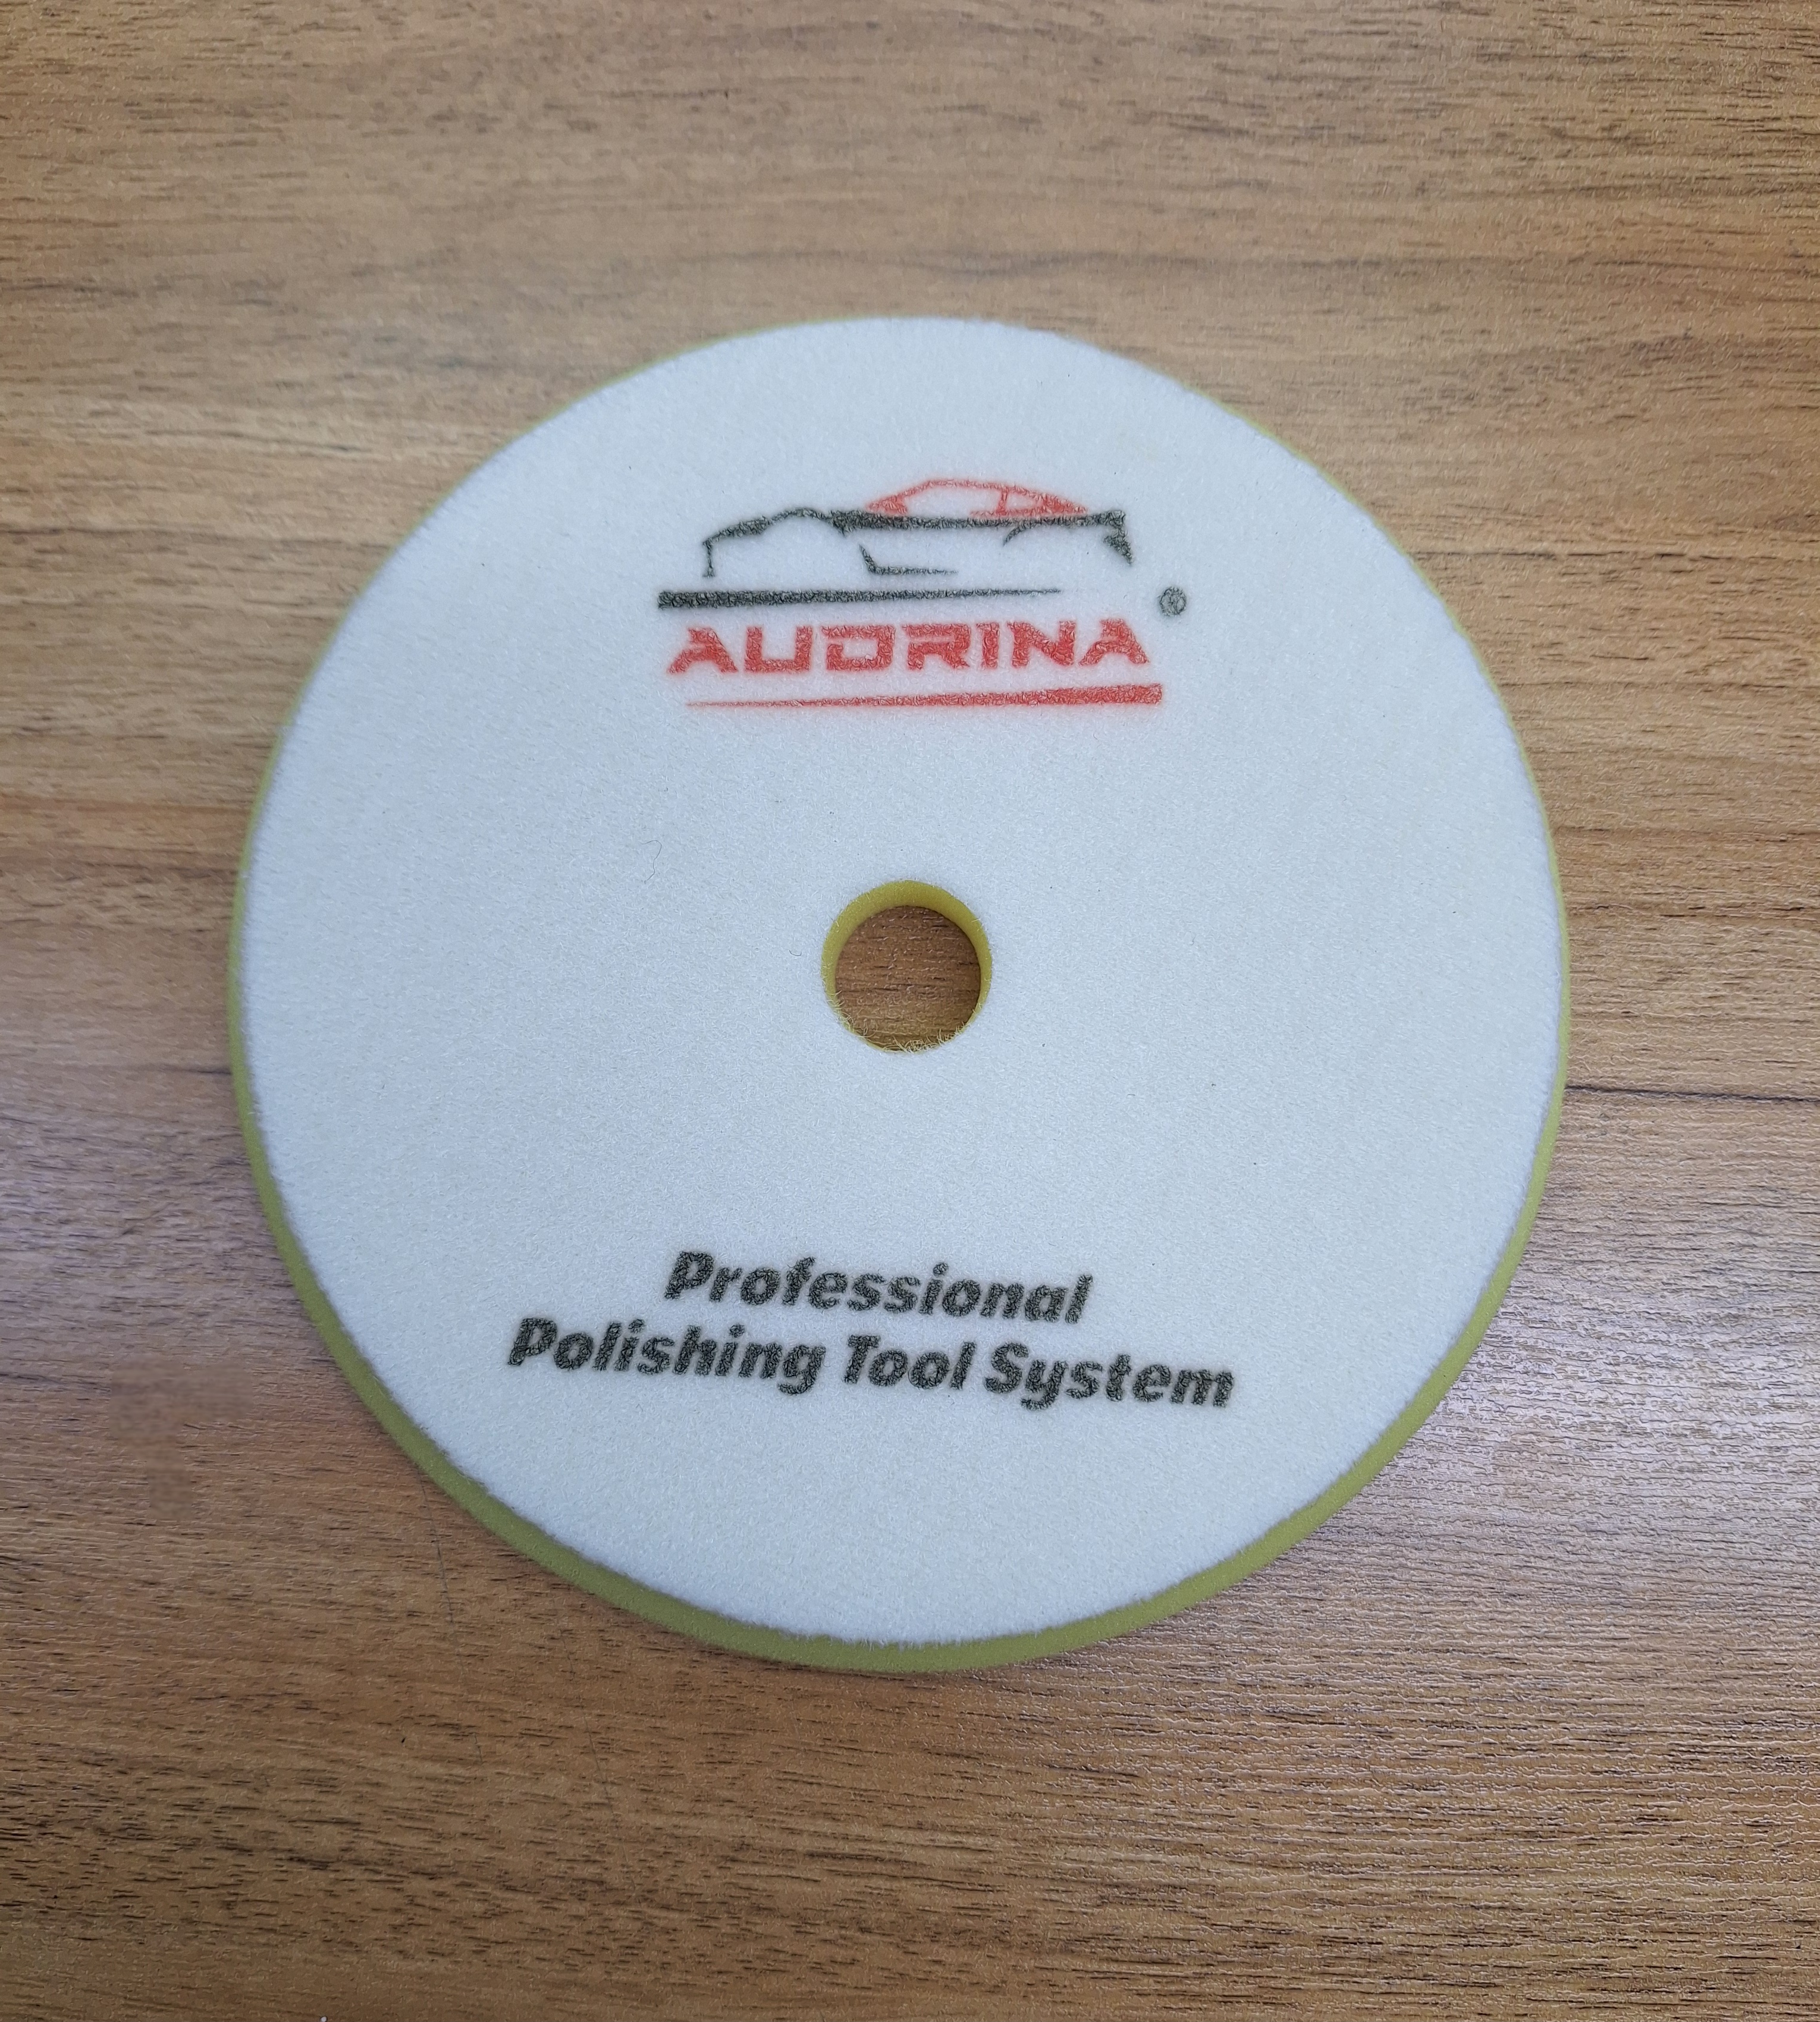 ®
AUDRINA
Professional
Polishing Tool System